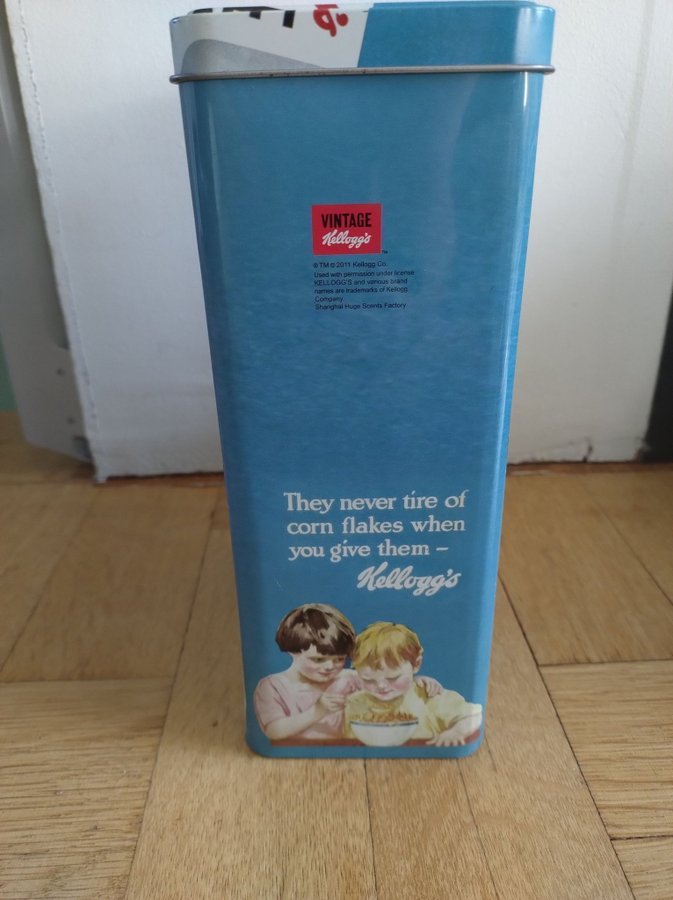 VINTAGE
Kellogg's
™
® TM © 2011 Kellogg Co.
Used with permission under license
KELLOGG'S and various brand
names are trademarks of Kellogg
Company
Shanghai Huge Scents Factory
They never tire of
corn flakes when
you give them –
Kellogg's